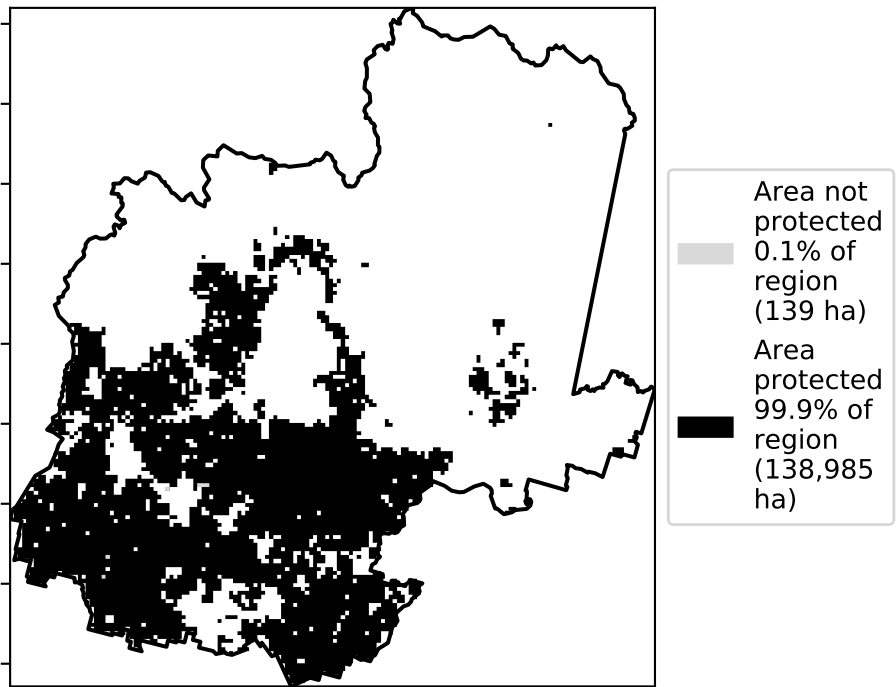 Area not
protected
0.1% of
region
(139 ha)
Area
protected
99.9% of
region
(138,985
ha)